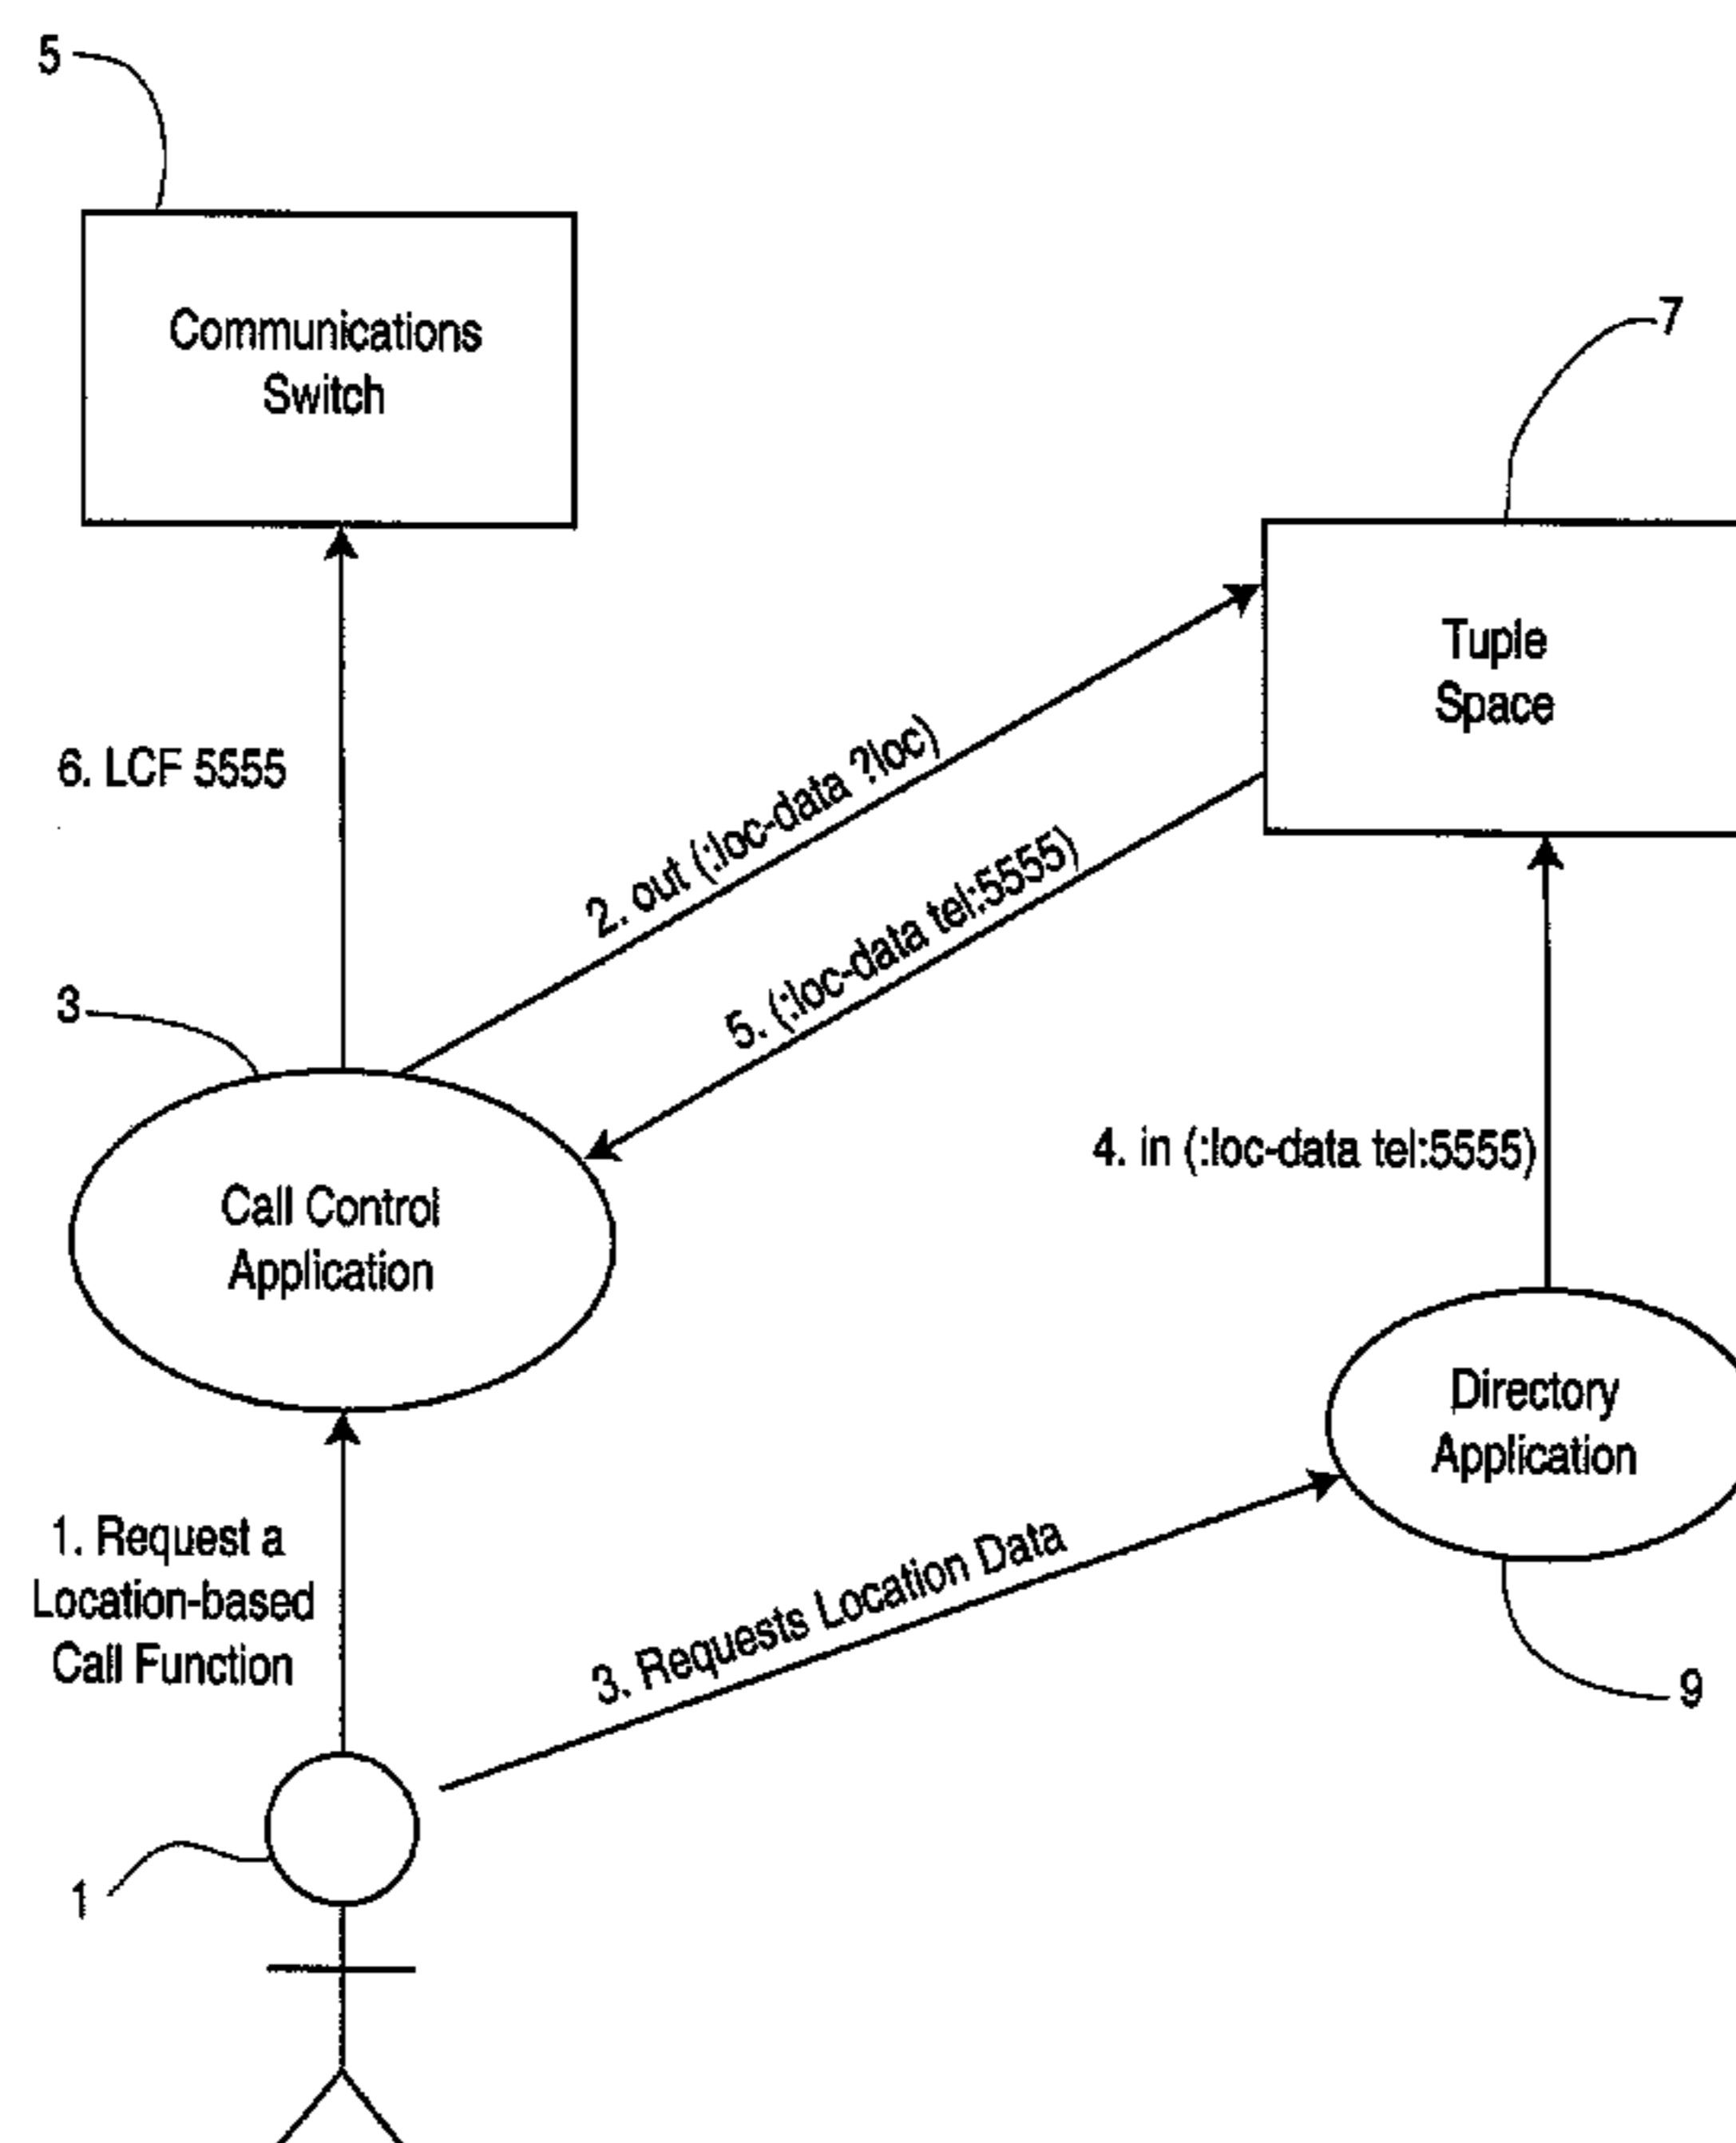 5
Communications
Switch
7
Tuple
Space
6. LCF 5555
2. out (:loc-data ?loc)
5. (:loc-data tel:5555)
3
Call Control
Application
4. in (:loc-data tel:5555)
Directory
Application
1. Request a
Location-based
Call Function
3. Requests Location Data
9
1